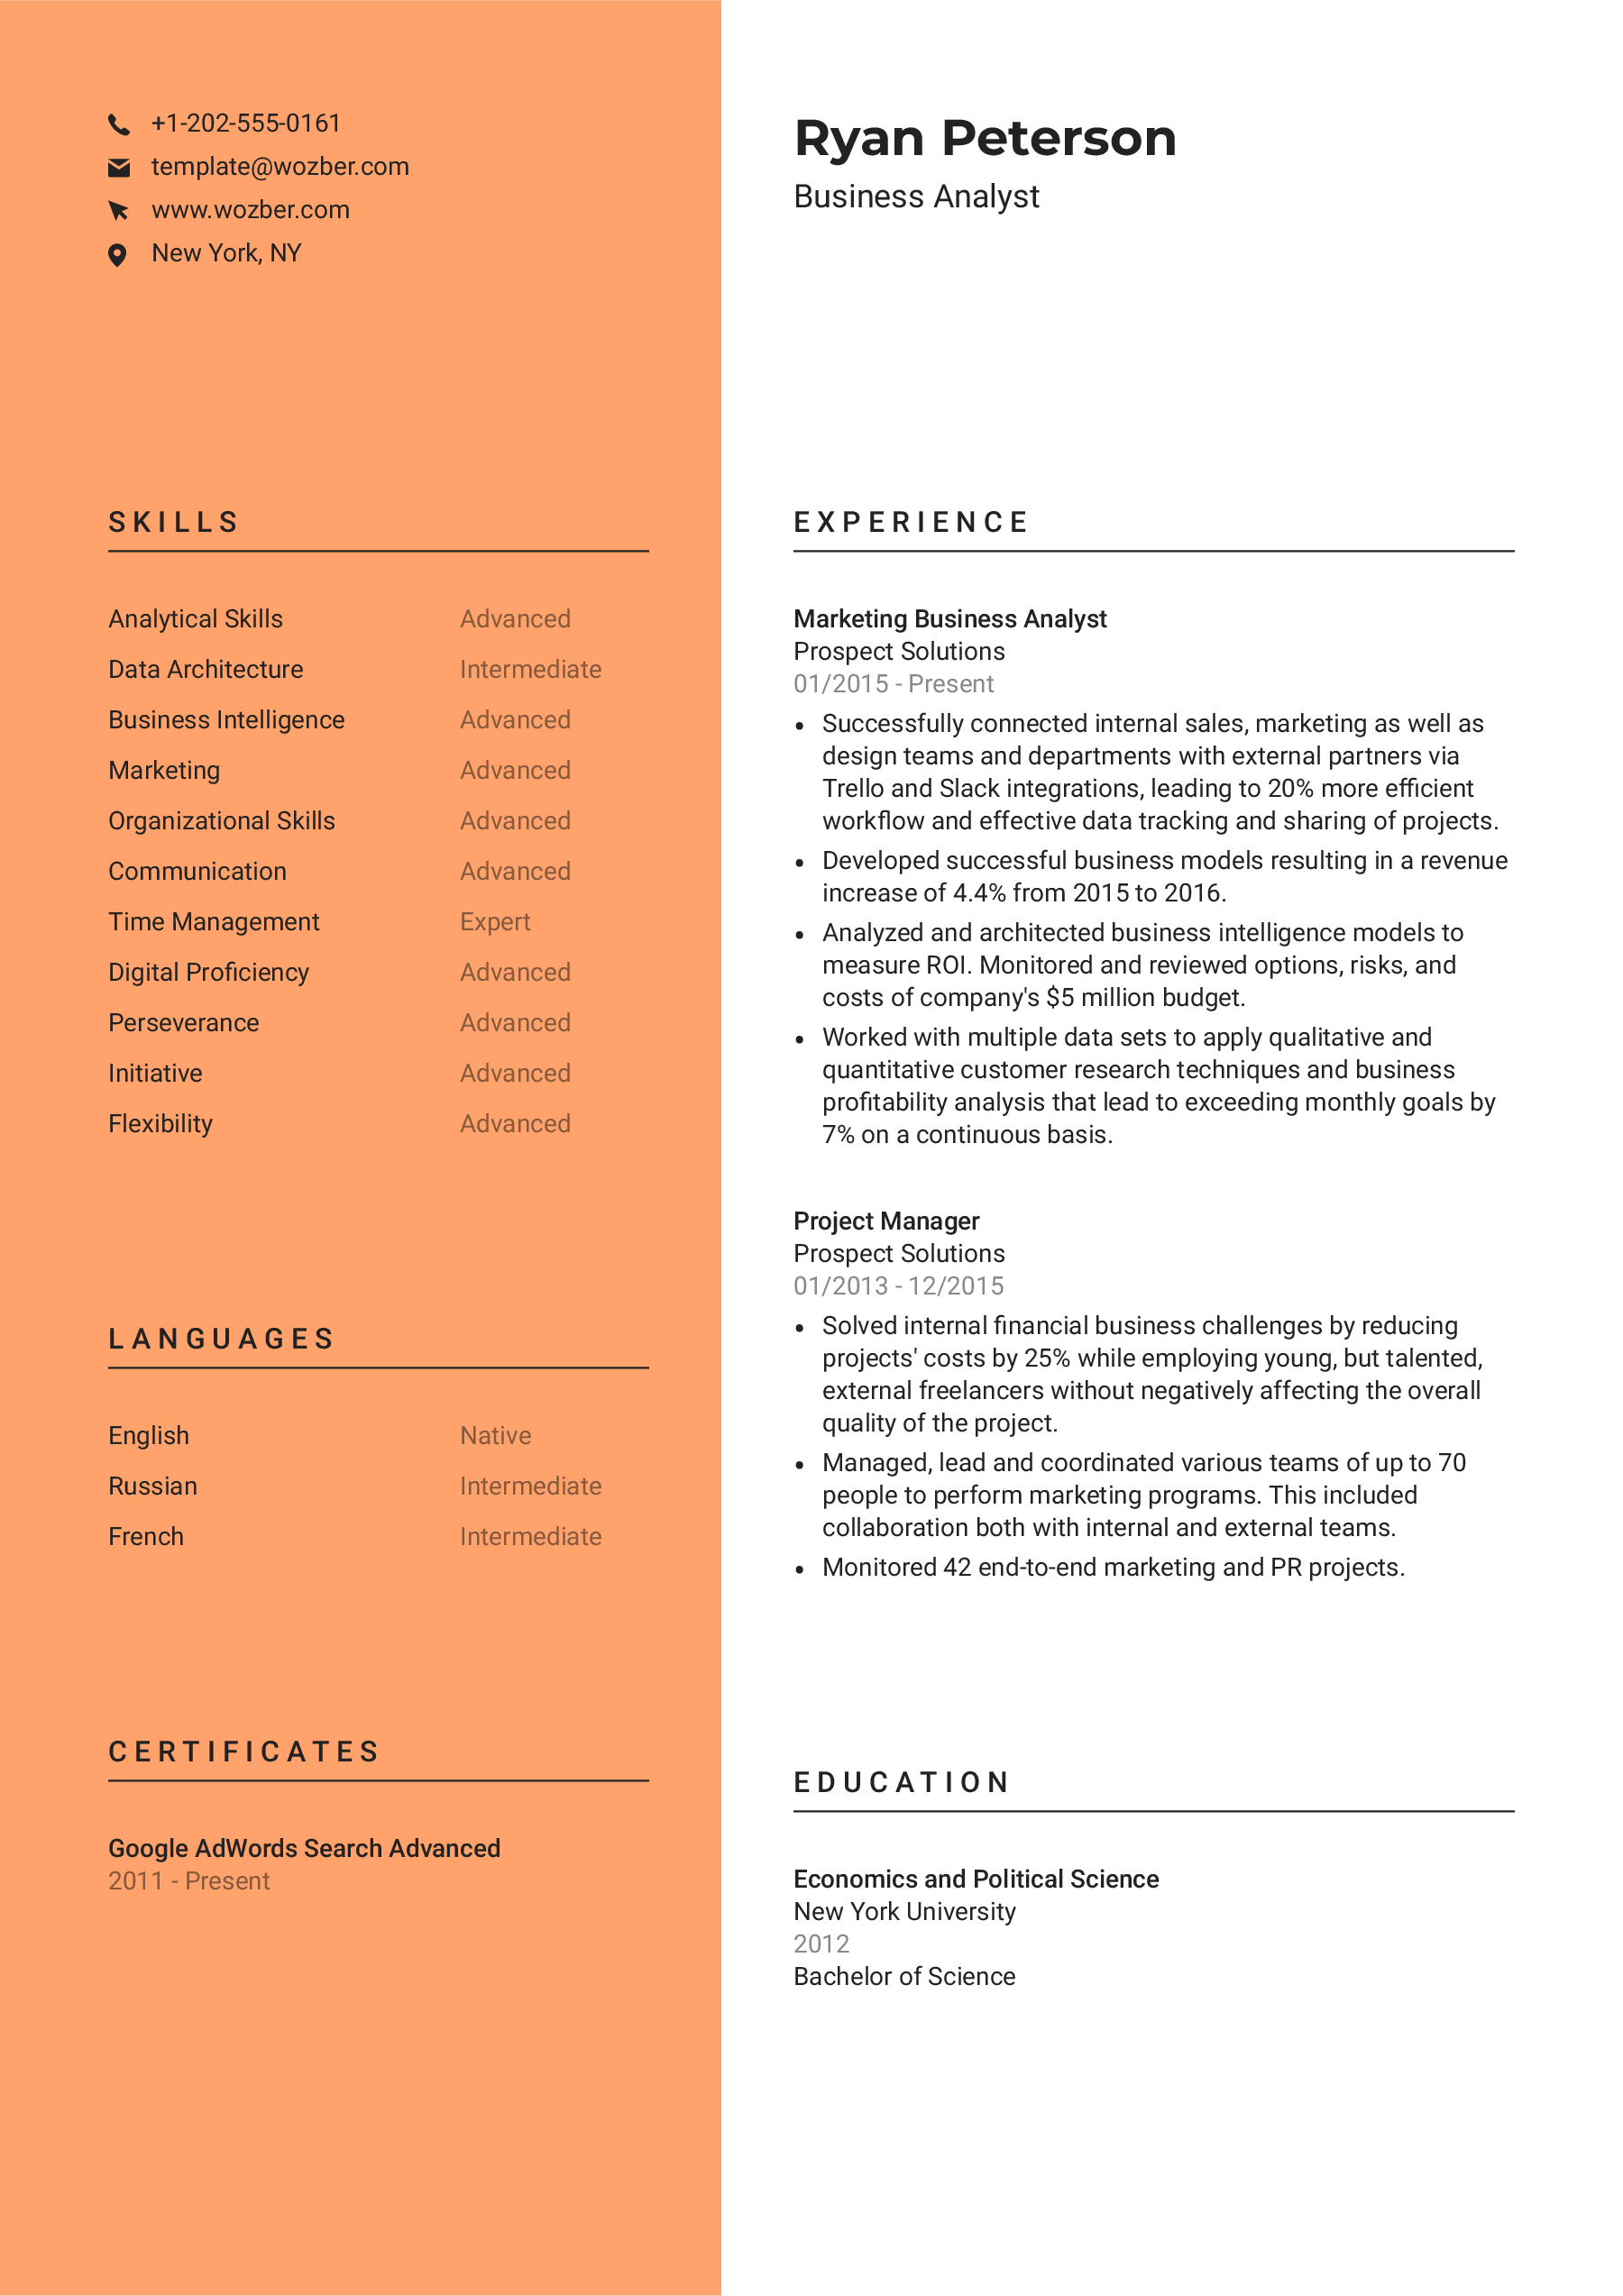 +1-202-555-0161
template@wozber.com
www.wozber.com
New York, NY
SKILLS
Analytical Skills Advanced
Data Architecture Intermediate
Business Intelligence Advanced
Marketing Advanced
Organizational Skills Advanced
Communication Advanced
Time Management Expert
Digital Proficiency Advanced
Perseverance Advanced
Initiative Advanced
Flexibility Advanced
LANGUAGES
English Native
Russian Intermediate
French Intermediate
CERTIFICATES
Google AdWords Search Advanced
2011 - Present
Ryan Peterson
Business Analyst
EXPERIENCE
Marketing Business Analyst
Prospect Solutions
01/2015 - Present
• Successfully connected internal sales, marketing as well as
design teams and departments with external partners via
Trello and Slack integrations, leading to 20% more efficient
workflow and effective data tracking and sharing of projects.
• Developed successful business models resulting in a revenue
increase of 4.4% from 2015 to 2016.
• Analyzed and architected business intelligence models to
measure ROI. Monitored and reviewed options, risks, and
costs of company's $5 million budget.
• Worked with multiple data sets to apply qualitative and
quantitative customer research techniques and business
profitability analysis that lead to exceeding monthly goals by
7% on a continuous basis.
Project Manager
Prospect Solutions
01/2013 - 12/2015
• Solved internal financial business challenges by reducing
projects' costs by 25% while employing young, but talented,
external freelancers without negatively affecting the overall
quality of the project.
• Managed, lead and coordinated various teams of up to 70
people to perform marketing programs. This included
collaboration both with internal and external teams.
• Monitored 42 end-to-end marketing and PR projects.
EDUCATION
Economics and Political Science
New York University
2012
Bachelor of Science